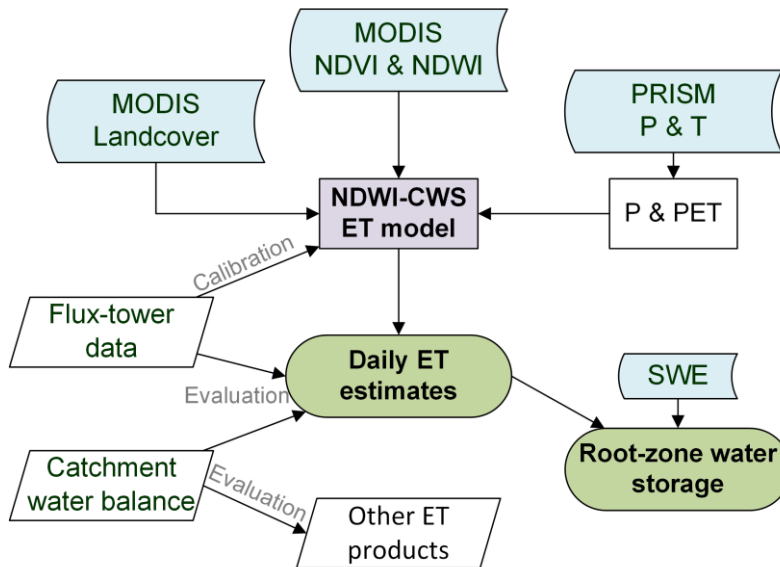 MODIS
NDVI & NDWI
MODIS
Landcover
PRISM
P & T
NDWI-CWS
ET model
P & PET
Calibration
Flux-tower
data
Daily ET
estimates
SWE
Evaluation
Root-zone water
storage
Catchment
water balance
Evaluation
Other ET
products